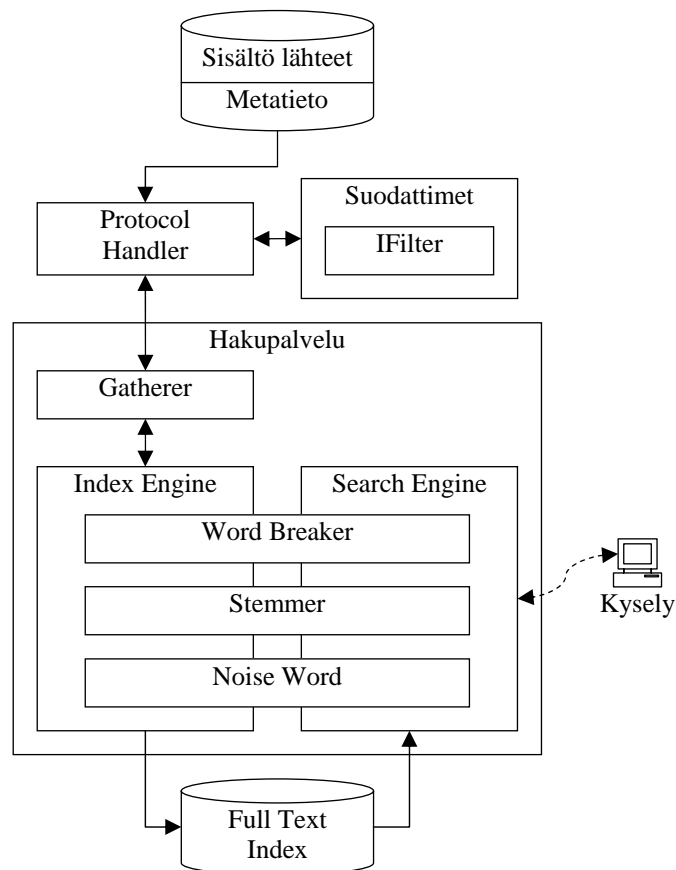 Sisältö lähteet
Metatieto
Protocol
Handler
Suodattimet
IFilter
Hakupalvelu
Gatherer
Index Engine
Search Engine
Word Breaker
Stemmer
Noise Word
Kysely
Full Text
Index